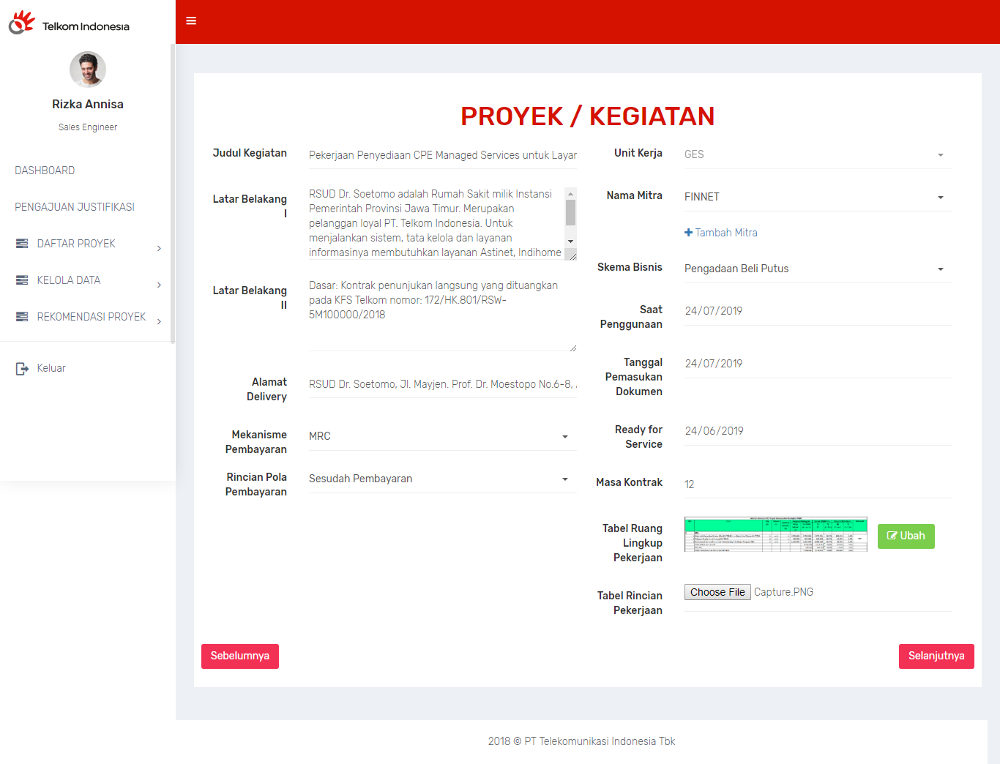 Telkom Indonesia
Rizka Annisa
Sales Engineer
DASHBOARD
PENGAJUAN JUSTIFIKASI
DAFTAR PROYEK
KELOLA DATA
REKOMENDASI PROYEK
Keluar
PROYEK / KEGIATAN
Judul Kegiatan
Pekerjaan Penyediaan CPE Managed Services untuk Layan
Latar Belakang
I
RSUD Dr. Soetomo adalah Rumah Sakit milik Instansi
Pemerintah Provinsi Jawa Timur. Merupakan
pelanggan loyal PT. Telkom Indonesia. Untuk
menjalankan sistem, tata kelola dan layanan
informasinya membutuhkan layanan Astinet, Indihome
Latar Belakang
II
Dasar: Kontrak penunjukan langsung yang dituangkan
pada KFS Telkom nomor: 172/HK.801/RSW-
5M100000/2018
Alamat
Delivery
RSUD Dr. Soetomo, Jl. Mayjen. Prof. Dr. Moestopo No.6-8,
Mekanisme
Pembayaran
MRC
Rincian Pola
Pembayaran
Sesudah Pembayaran
Unit Kerja
GES
Nama Mitra
FINNET
Tambah Mitra
Skema Bisnis
Pengadaan Beli Putus
Saat
Penggunaan
24/07/2019
Tanggal
Pemasukan
Dokumen
24/07/2019
Ready for
Service
24/06/2019
Masa Kontrak
12
Tabel Ruang
Lingkup
Pekerjaan
Ubah
Tabel Rincian
Pekerjaan
Choose File Capture.PNG
Sebelumnya
Selanjutnya
2018 © PT Telekomunikasi Indonesia Tbk